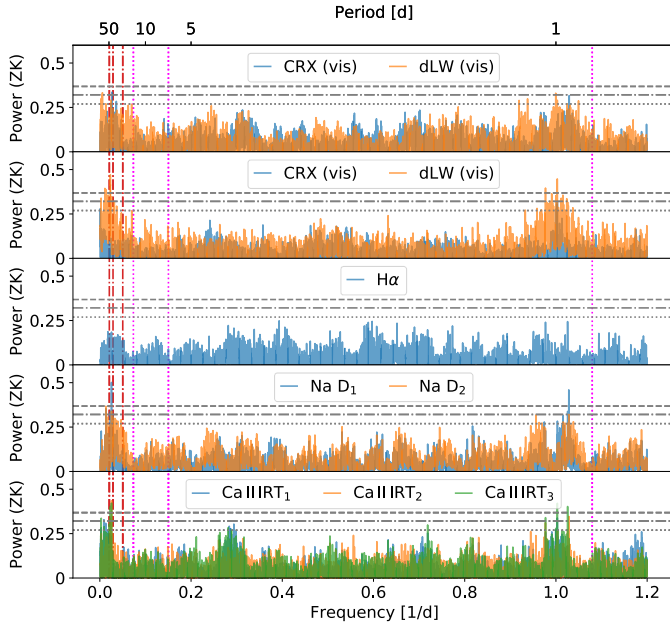 Period [d]
50 10 5 1
Power (ZK)
0.5
0.25
0
CRX (vis) dLW (vis)
Power (ZK)
0.5
0.25
0
CRX (vis) dLW (vis)
Power (ZK)
0.5
0.25
0
Hα
Power (ZK)
0.5
0.25
0
Na D₁ Na D₂
Power (ZK)
0.5
0.25
0
Ca II IRT₁ Ca II IRT₂ Ca II IRT₃
0.0 0.2 0.4 0.6 0.8 1.0 1.2
Frequency [1/d]